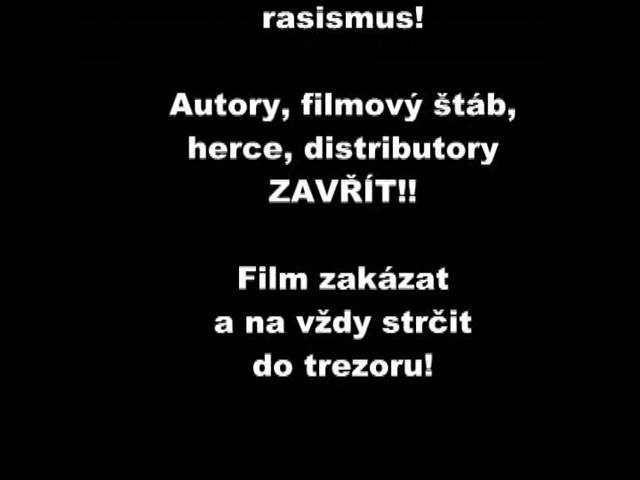 rasismus!
Autory, filmový štáb,
herce, distributory
ZAVŘÍT!!
Film zakázat
a na vždy strčit
do trezoru!